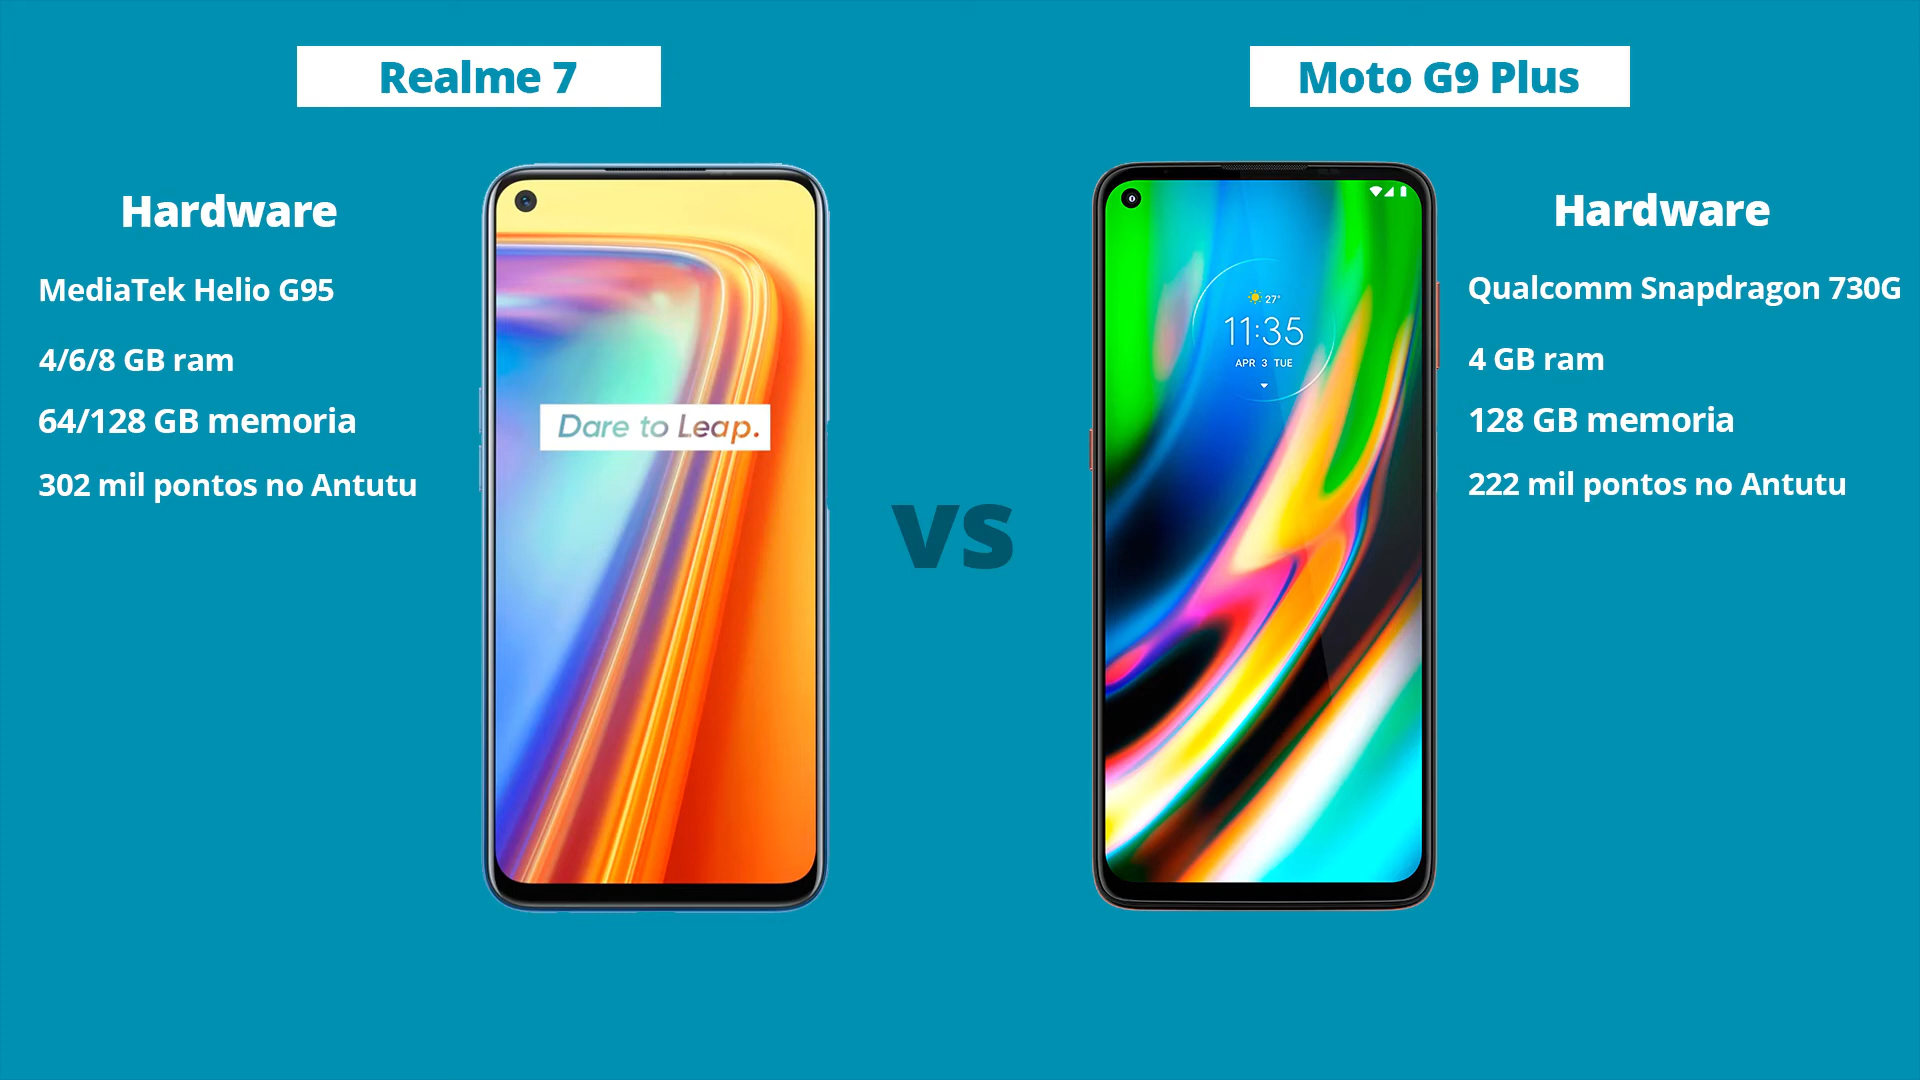 Realme 7
Hardware
MediaTek Helio G95
4/6/8 GB ram
64/128 GB memoria
302 mil pontos no Antutu
Dare to Leap.
VS
Moto G9 Plus
27°
11:35
APR 3 TUE
Hardware
Qualcomm Snapdragon 730G
4 GB ram
128 GB memoria
222 mil pontos no Antutu